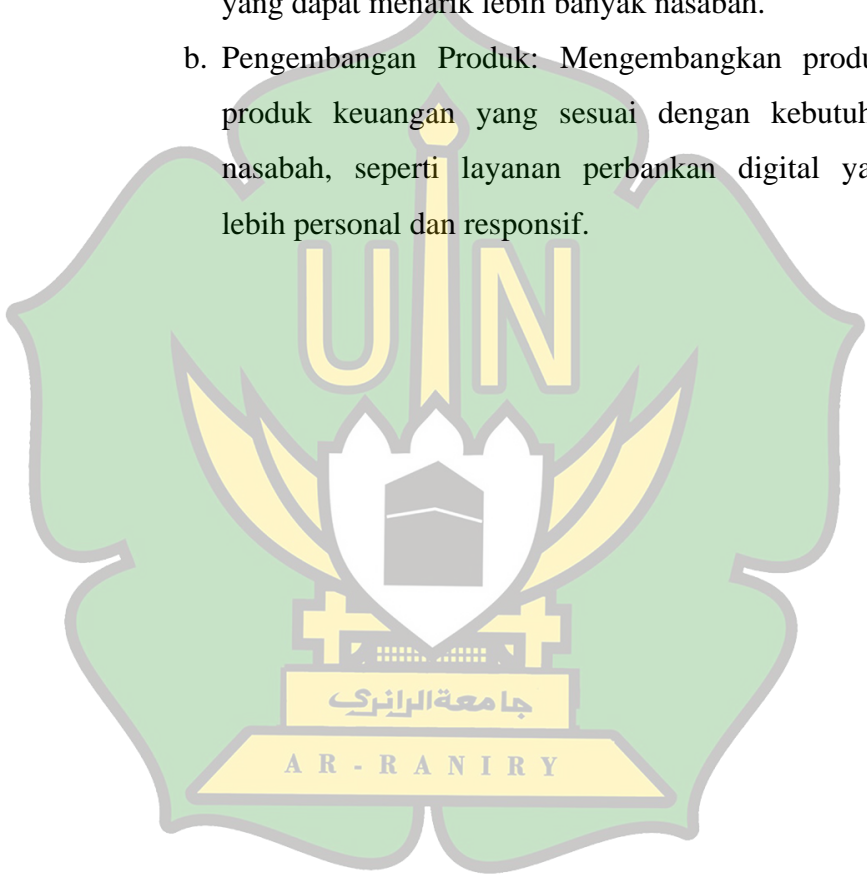 yang dapat menarik lebih banyak nasabah.
b. Pengembangan Produk: Mengembangkan produ
produk keuangan yang sesuai dengan kebutuh
nasabah, seperti layanan perbankan digital ya
lebih personal dan responsif.
UIN
جامعة الرانري
AR-RANIRY